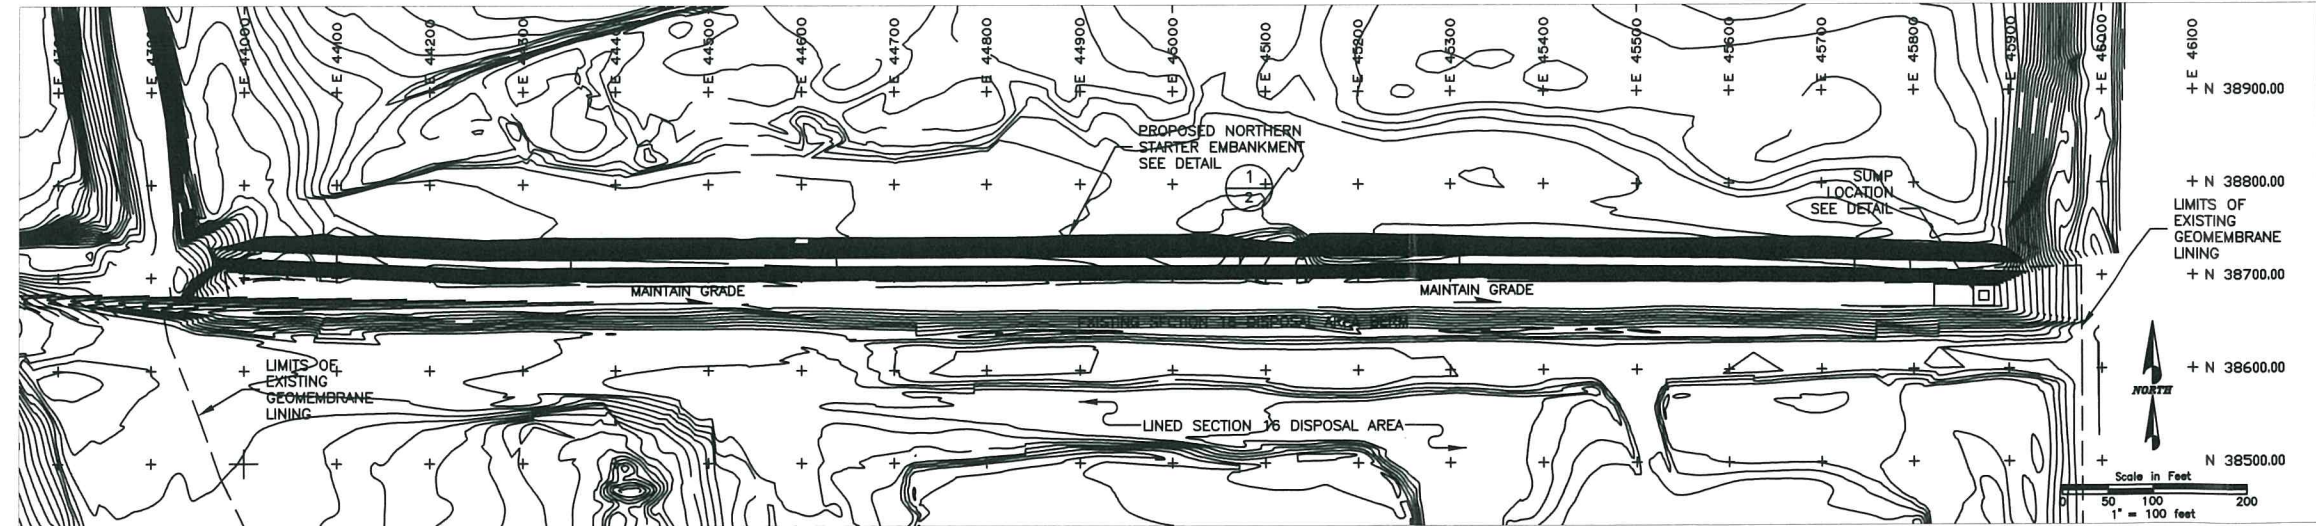 E 44000
E 44100
E 44200
E 44300
E 44400
E 44500
E 44600
E 44700
E 44800
E 44900
E 45000
E 45100
E 45200
E 45300
E 45400
E 45500
E 45600
E 45700
E 45800
E 45900
E 46000
E 46100
N 38900.00
PROPOSED NORTHERN
STARTER EMBANKMENT
SEE DETAIL
1
2
SUMP
LOCATION
SEE DETAIL
N 38800.00
LIMITS OF
EXISTING
GEOMEMBRANE
LINING
N 38700.00
MAINTAIN GRADE
MAINTAIN GRADE
EXISTING SECTION 16 DISPOSAL AREA BERM
LIMITS OF
EXISTING
GEOMEMBRANE
LINING
N 38600.00
NORTH
LINED SECTION 16 DISPOSAL AREA
N 38500.00
Scale in Feet
0 50 100 200
1" = 100 feet